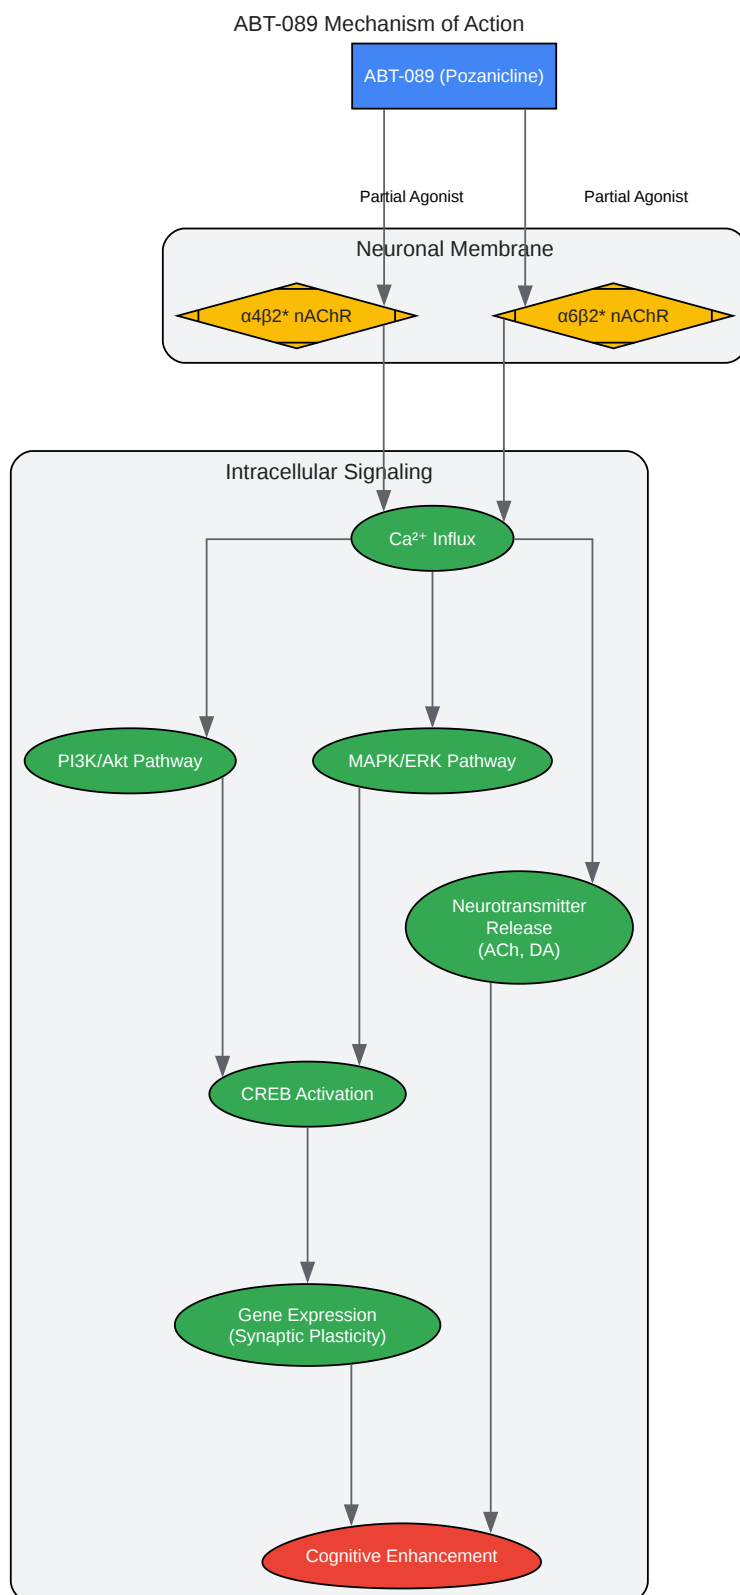 ABT-089 Mechanism of Action
ABT-089 (Pozanicline)
Partial Agonist
Partial Agonist
Neuronal Membrane
α4β2* nAChR
α6β2* nAChR
Intracellular Signaling
Ca²⁺ Influx
PI3K/Akt Pathway
MAPK/ERK Pathway
Neurotransmitter
Release
(ACh, DA)
CREB Activation
Gene Expression
(Synaptic Plasticity)
Cognitive Enhancement